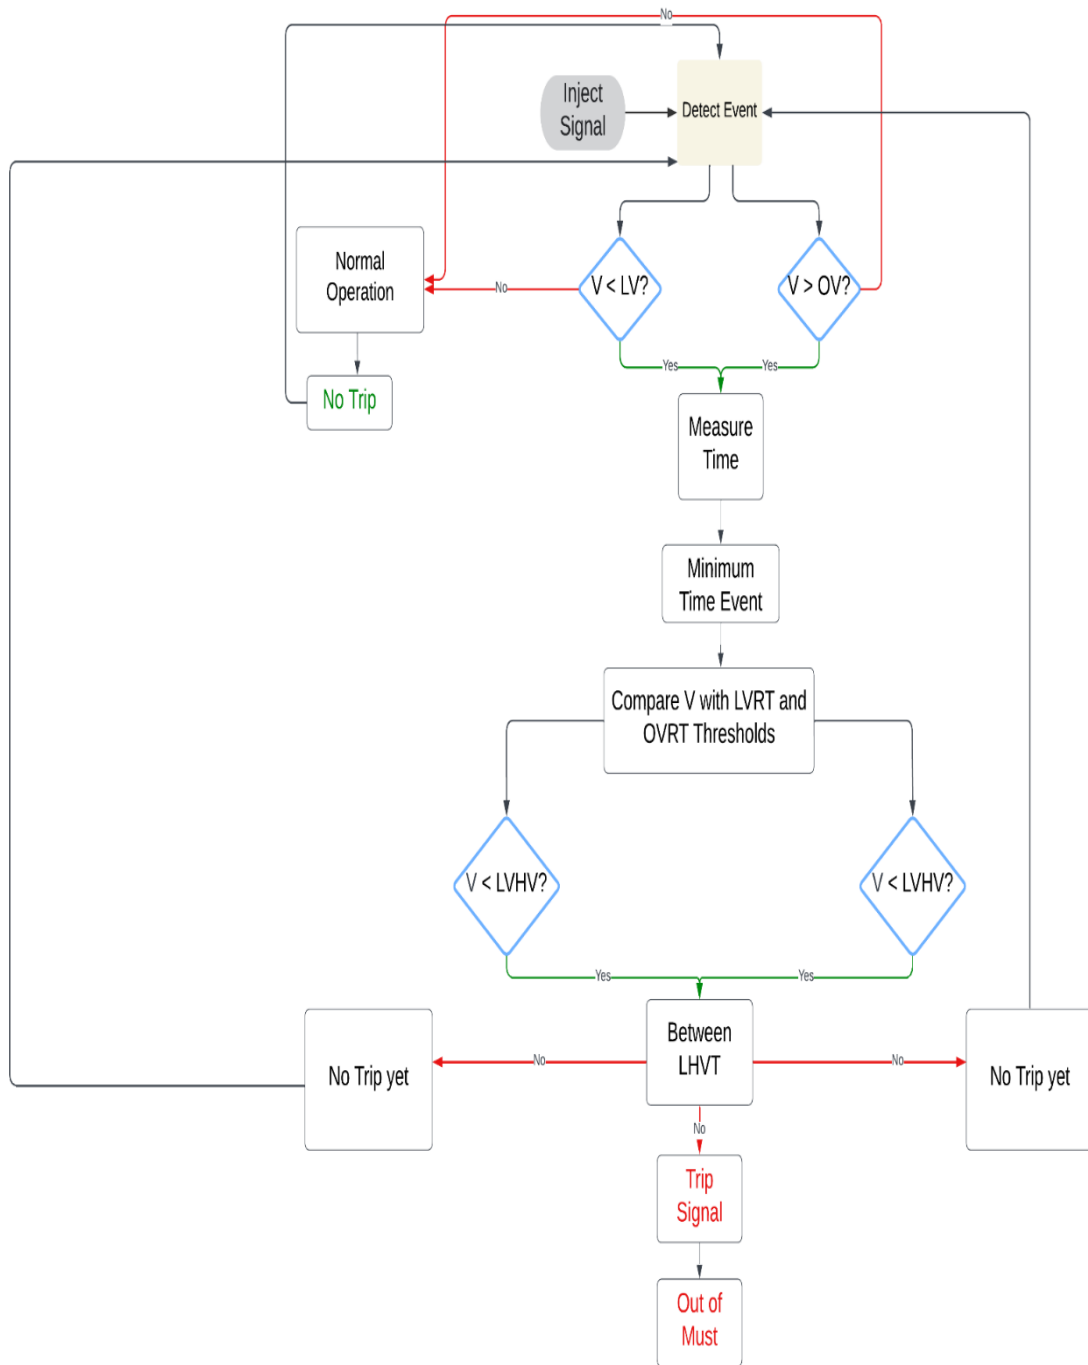 No
Inject
Signal
Detect Event
Normal
Operation
No
V < LV?
V > OV?
No Trip
Yes
Yes
Measure
Time
Minimum
Time Event
Compare V with LVRT and
OVRT Thresholds
V < LVHV?
V < LVHV?
Yes
Yes
No Trip yet
No
Between
LHVT
No
No Trip yet
No
Trip
Signal
Out of
Must